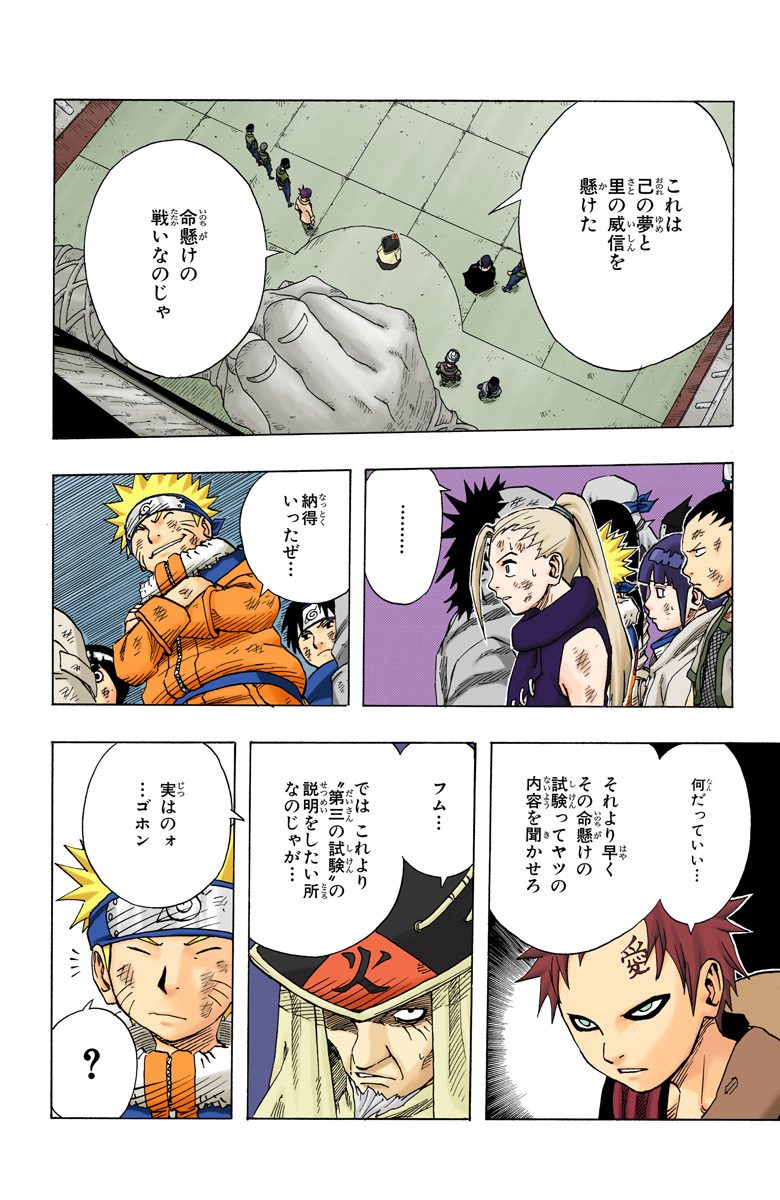 これは
己の夢と
里の威信を
懸けた
命懸けの
戦いなのじゃ
………
納得
いったぜ…
何だっていい…
それより早く
その命懸けの
試験ってヤツの
内容を聞かせろ
愛
フム…
では これより
〝第三の試験〟の
説明をしたい所
なのじゃが…
火
実はのォ
…ゴホン
？